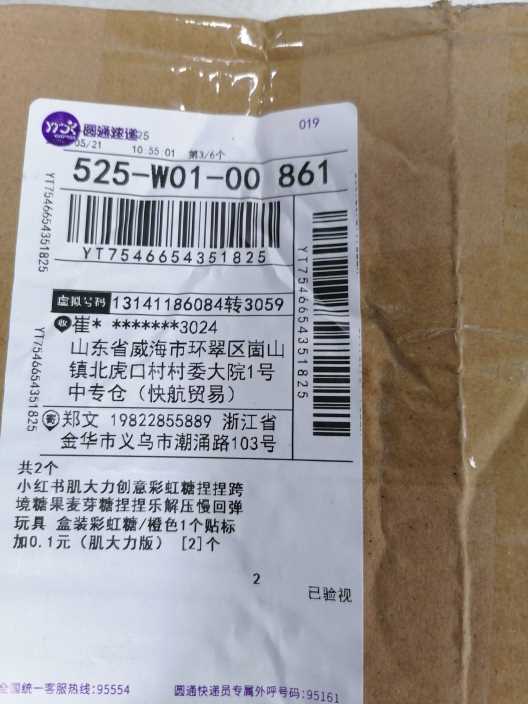 圆通速递
019
05/21 10:55:01 第3/6个
525-W01-00 861
YT7546654351825
YT7546654351825
YT7546654351825
YT7546654351825
虚拟号码 13141186084转3059
收 崔* *******3024
山东省威海市环翠区崮山
镇北虎口村村委大院1号
中专仓（快航贸易）
寄 郑文 19822855889 浙江省
金华市义乌市潮涌路103号
共2个
小红书肌大力创意彩虹糖捏捏跨
境糖果麦芽糖捏捏乐解压慢回弹
玩具 盒装彩虹糖/橙色1个贴标
加0.1元（肌大力版） [2]个
2
已验视
全国统一客服热线:95554
圆通快递员专属外呼号码:95161